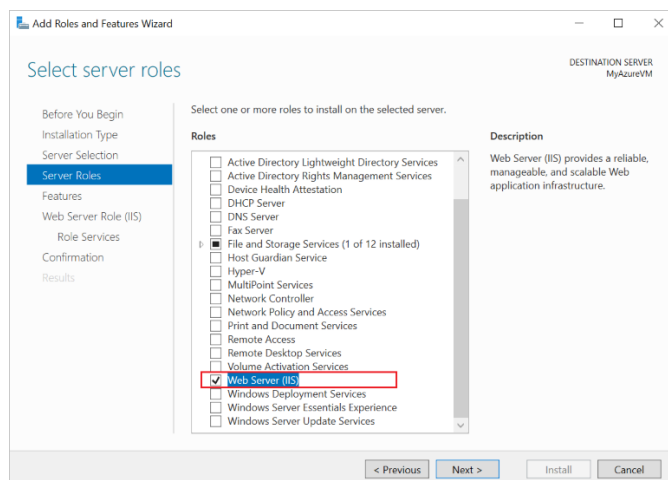 Add Roles and Features Wizard
Select server roles
DESTINATION SERVER
MyAzureVM
Before You Begin
Installation Type
Server Selection
Server Roles
Features
Web Server Role (IIS)
Role Services
Confirmation
Results
Select one or more roles to install on the selected server.
Roles
Active Directory Lightweight Directory Services
Active Directory Rights Management Services
Device Health Attestation
DHCP Server
DNS Server
Fax Server
File and Storage Services (1 of 12 installed)
Host Guardian Service
Hyper-V
MultiPoint Services
Network Controller
Network Policy and Access Services
Print and Document Services
Remote Access
Remote Desktop Services
Volume Activation Services
Web Server (IIS)
Windows Deployment Services
Windows Server Essentials Experience
Windows Server Update Services
Description
Web Server (IIS) provides a reliable,
manageable, and scalable Web
application infrastructure.
< Previous
Next >
Install
Cancel